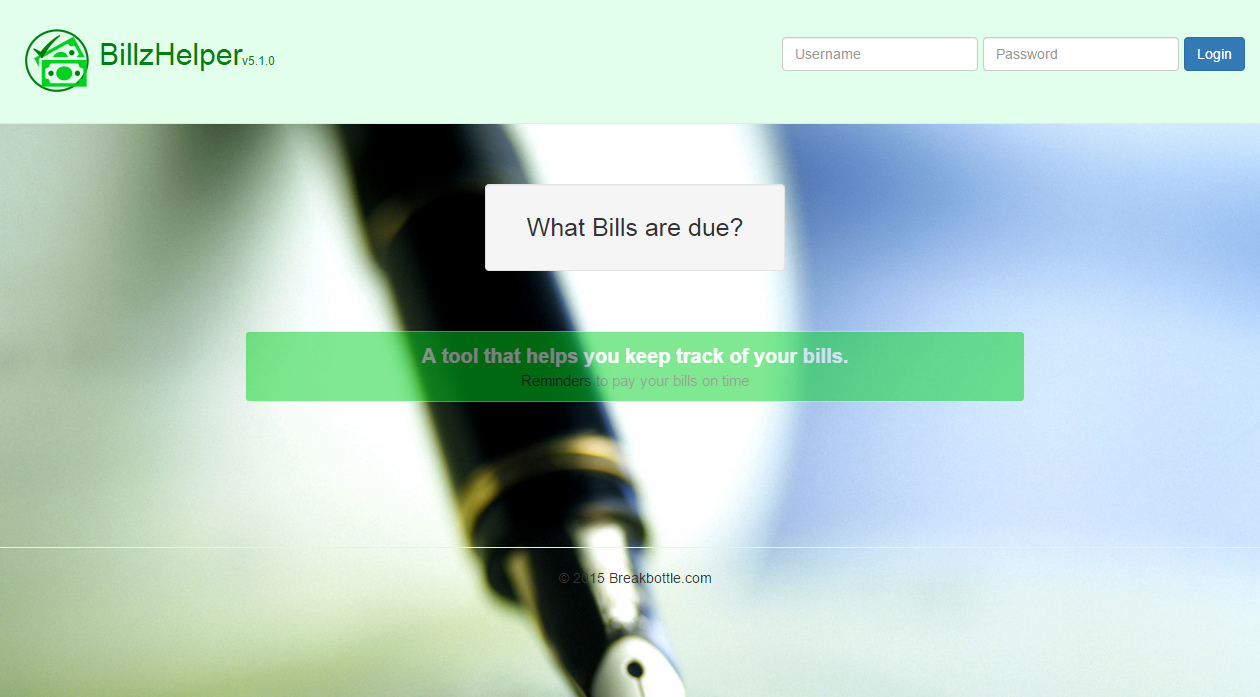 BillzHelper v5.1.0
Username
Password
Login
What Bills are due?
A tool that helps you keep track of your bills.
Reminders to pay your bills on time
© 2015 Breakbottle.com